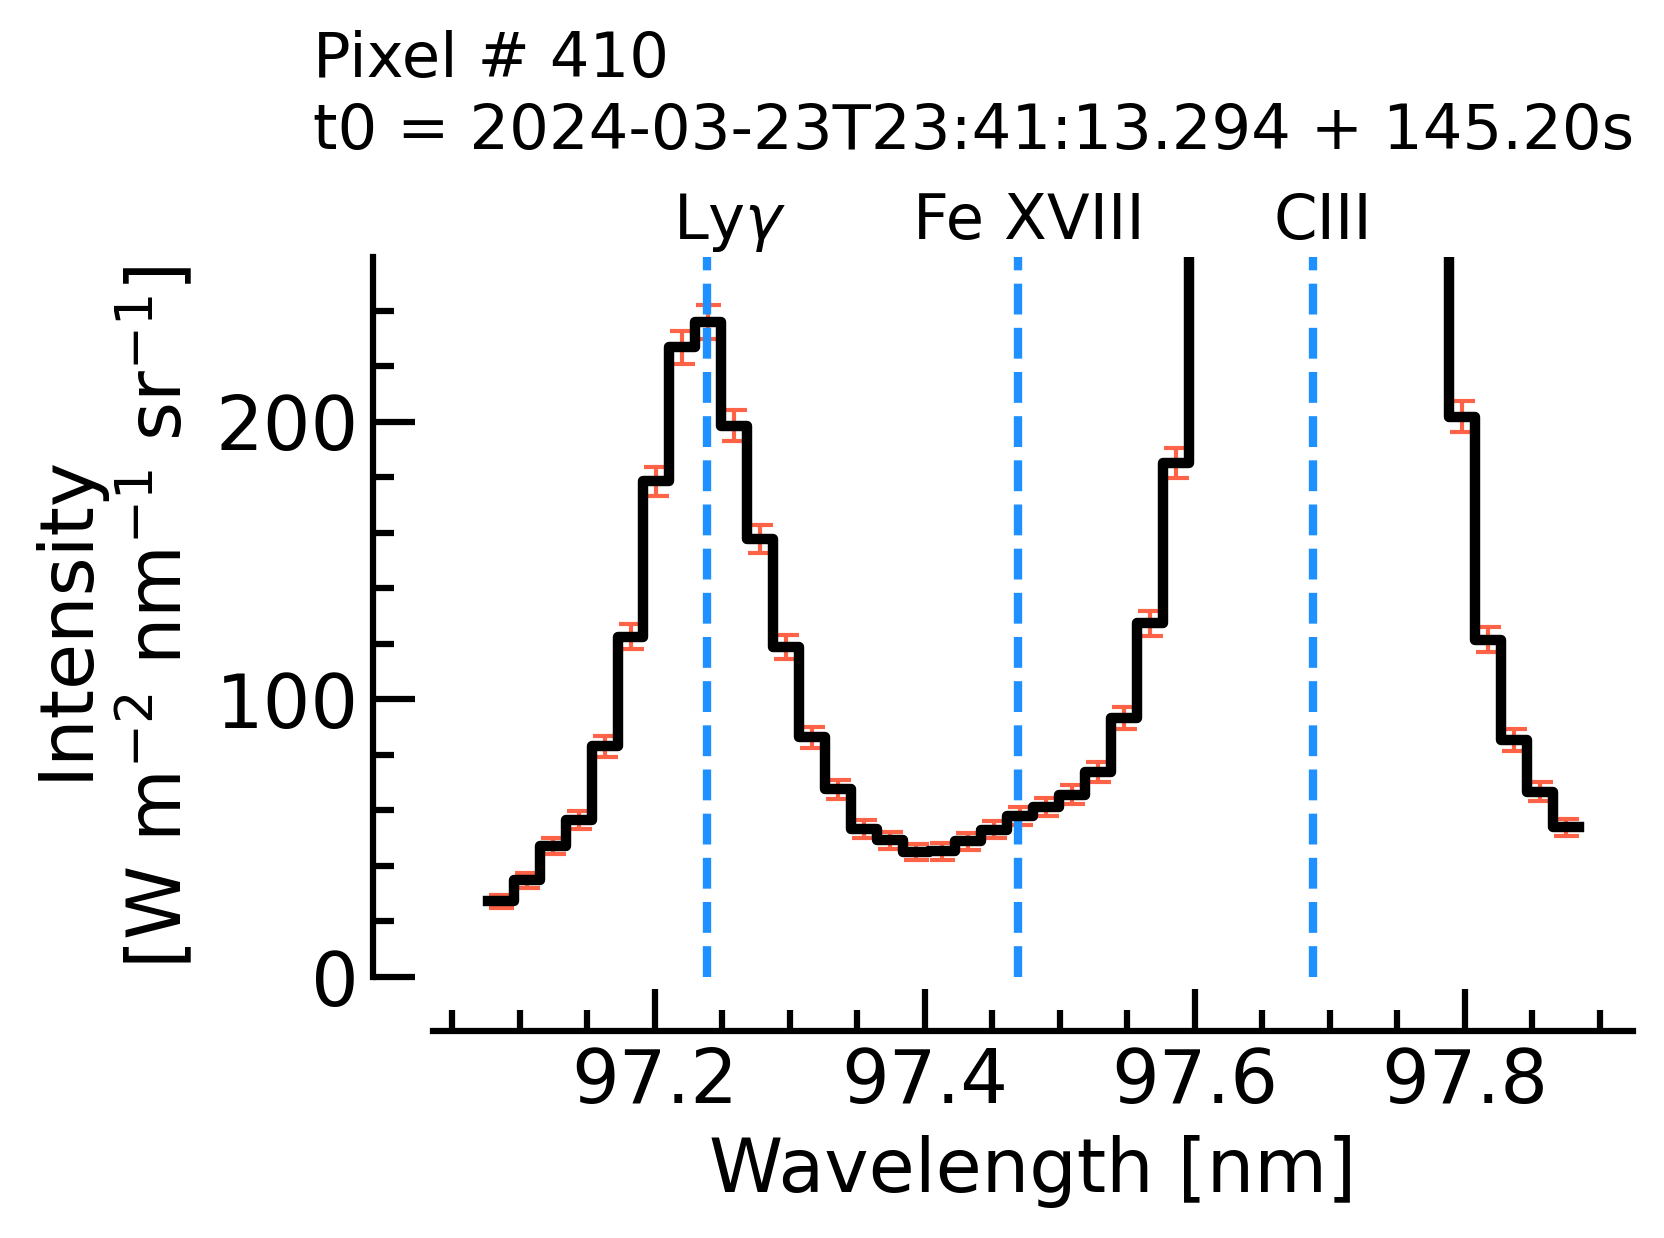 Pixel # 410
t0 = 2024-03-23T23:41:13.294 + 145.20s
Lyγ Fe XVIII CIII
Intensity
[W m⁻² nm⁻¹ sr⁻¹]
200
100
0
97.2 97.4 97.6 97.8
Wavelength [nm]